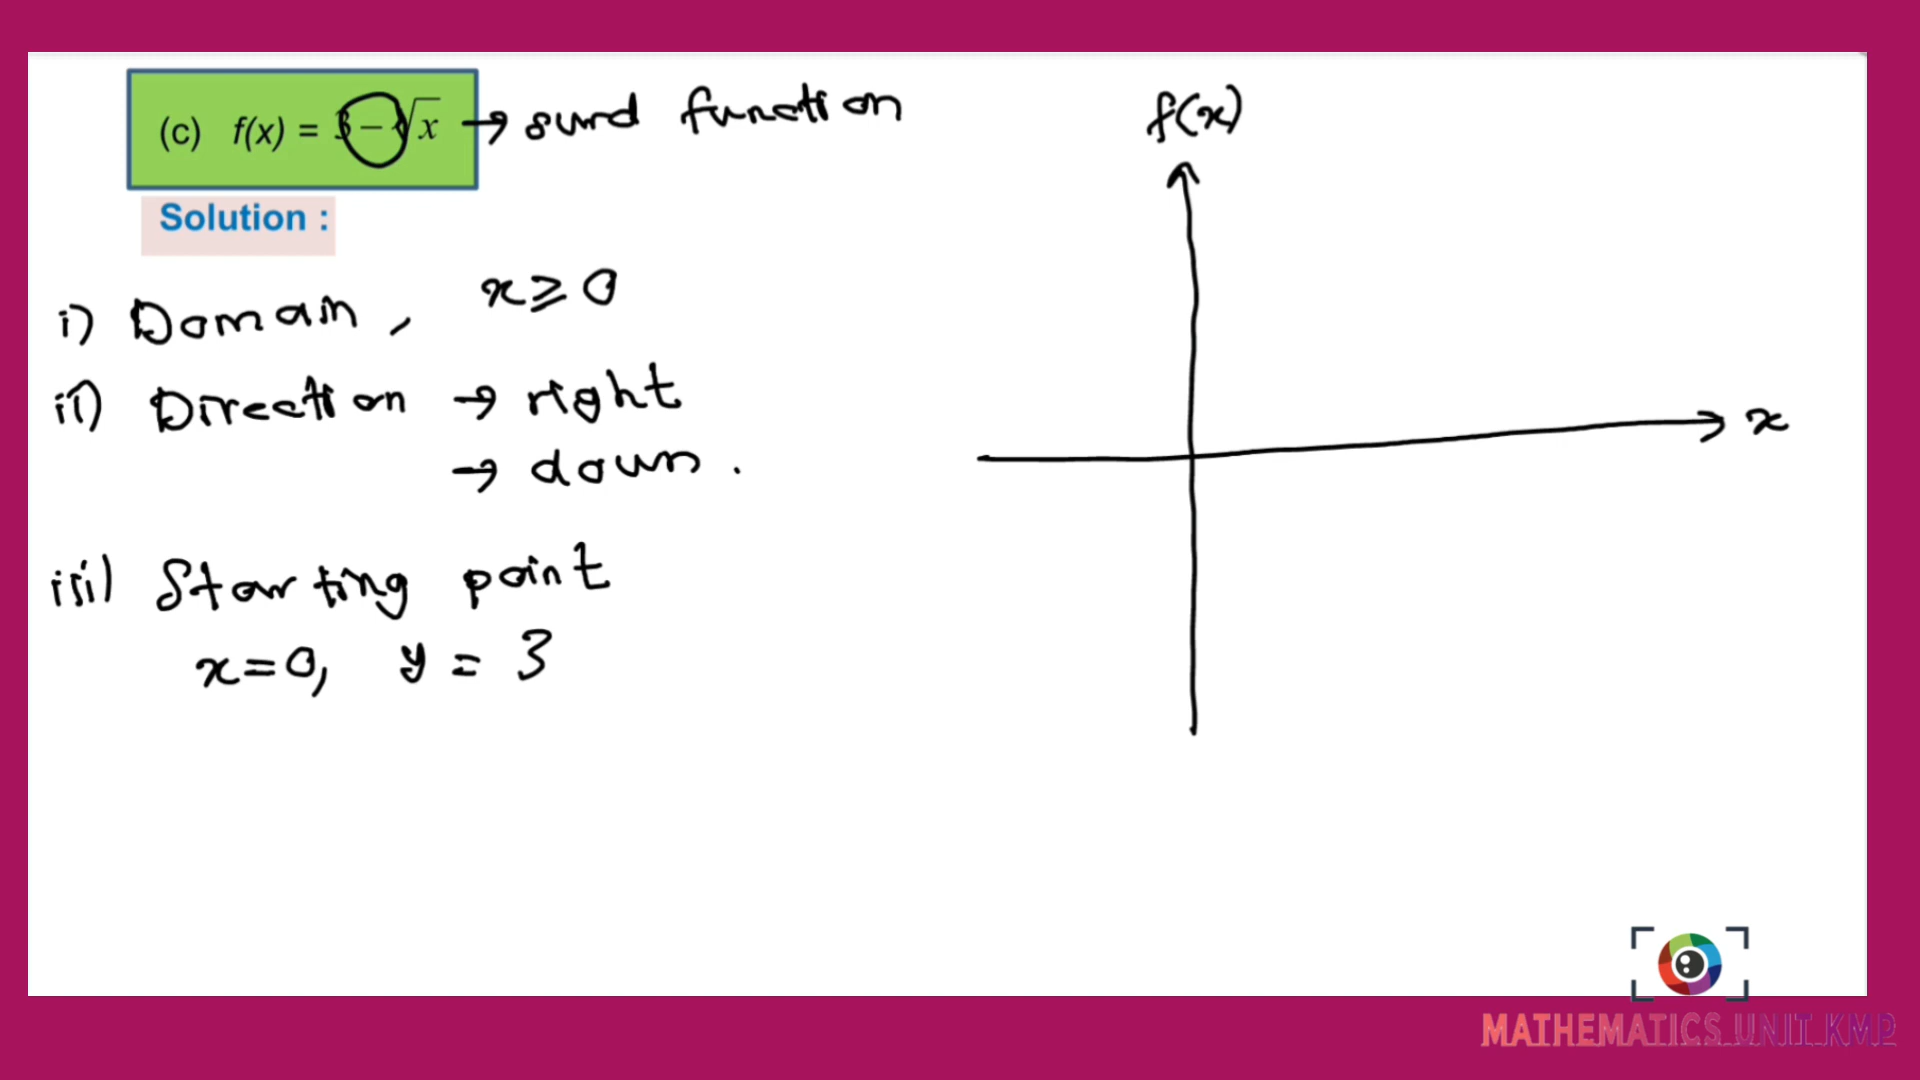 (c) f(x) = 3 − √x → surd function
Solution :
i) Domain, x ≥ 0
ii) Direction → right
→ down.
iii) Starting point
x = 0, y = 3
f(x)
x
MATHEMATICS UNIT KMP